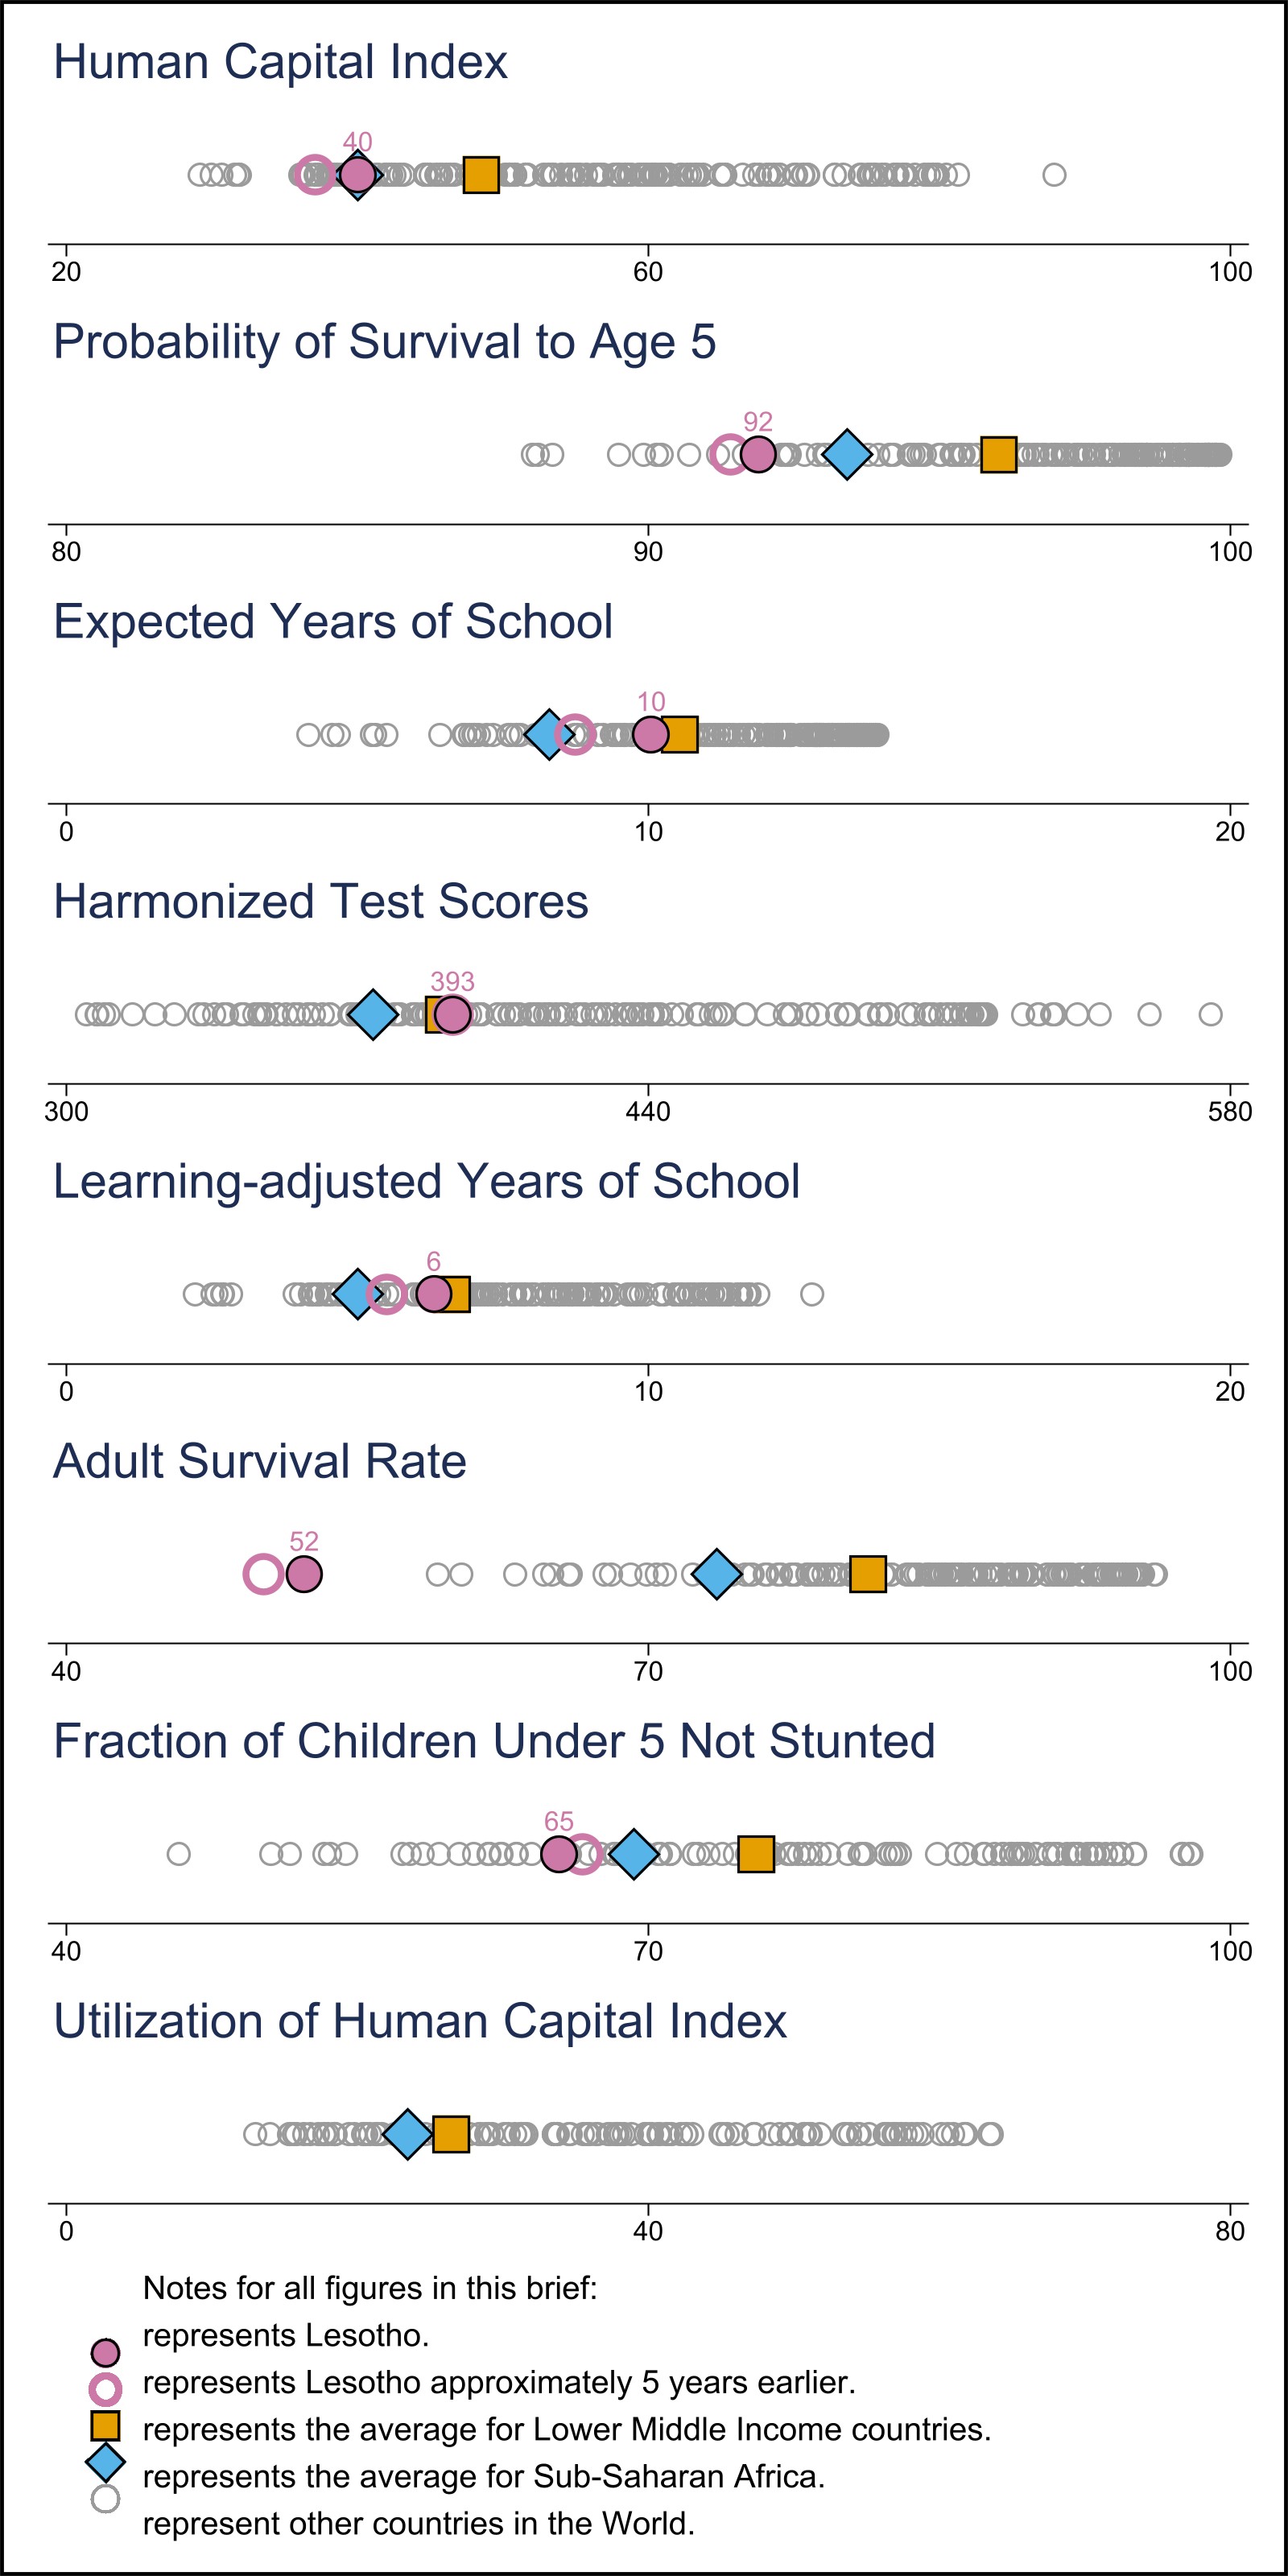 Human Capital Index
40
20 60 100
Probability of Survival to Age 5
92
80 90 100
Expected Years of School
10
0 10 20
Harmonized Test Scores
393
300 440 580
Learning-adjusted Years of School
6
0 10 20
Adult Survival Rate
52
40 70 100
Fraction of Children Under 5 Not Stunted
65
40 70 100
Utilization of Human Capital Index
0 40 80
Notes for all figures in this brief:
represents Lesotho.
represents Lesotho approximately 5 years earlier.
represents the average for Lower Middle Income countries.
represents the average for Sub-Saharan Africa.
represent other countries in the World.